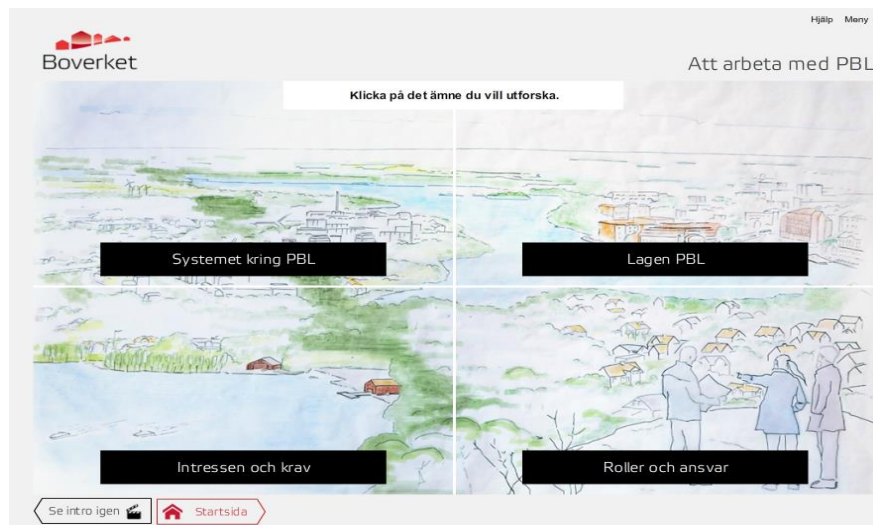 Hjälp Meny
Boverket
Att arbeta med PBL
Klicka på det ämne du vill utforska.
Systemet kring PBL
Lagen PBL
Intressen och krav
Roller och ansvar
Se intro igen
Startsida